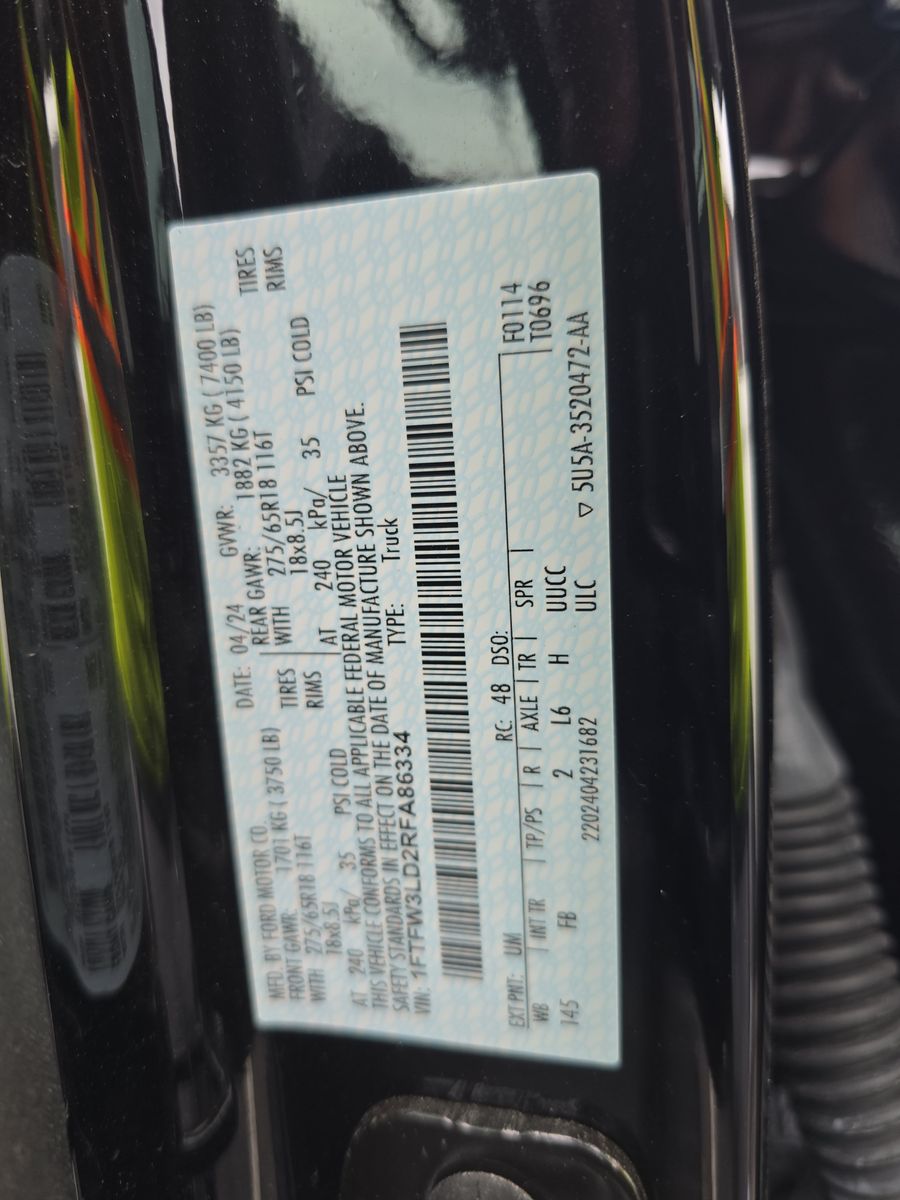 MFD. BY FORD MOTOR CO. DATE: 04/24 GVWR: 3357 KG ( 7400 LB)
FRONT GAWR: 1701 KG ( 3750 LB) REAR GAWR: 1882 KG ( 4150 LB)
WITH 275/65R18 116T TIRES WITH 275/65R18 116T TIRES
18x8.5J RIMS 18x8.5J RIMS
AT 240 kPa/ 35 PSI COLD AT 240 kPa/ 35 PSI COLD
THIS VEHICLE CONFORMS TO ALL APPLICABLE FEDERAL MOTOR VEHICLE
SAFETY STANDARDS IN EFFECT ON THE DATE OF MANUFACTURE SHOWN ABOVE.
VIN: 1FTFW3LD2RFA86334 TYPE: Truck
F0114
T0696
EXT PNT: UM RC: 48 DSO:
WB INT TR TP/PS R AXLE TR SPR
145 FB 2 L6 H UUCC
2202404231682 ULC ▽ 5U5A-3520472-AA